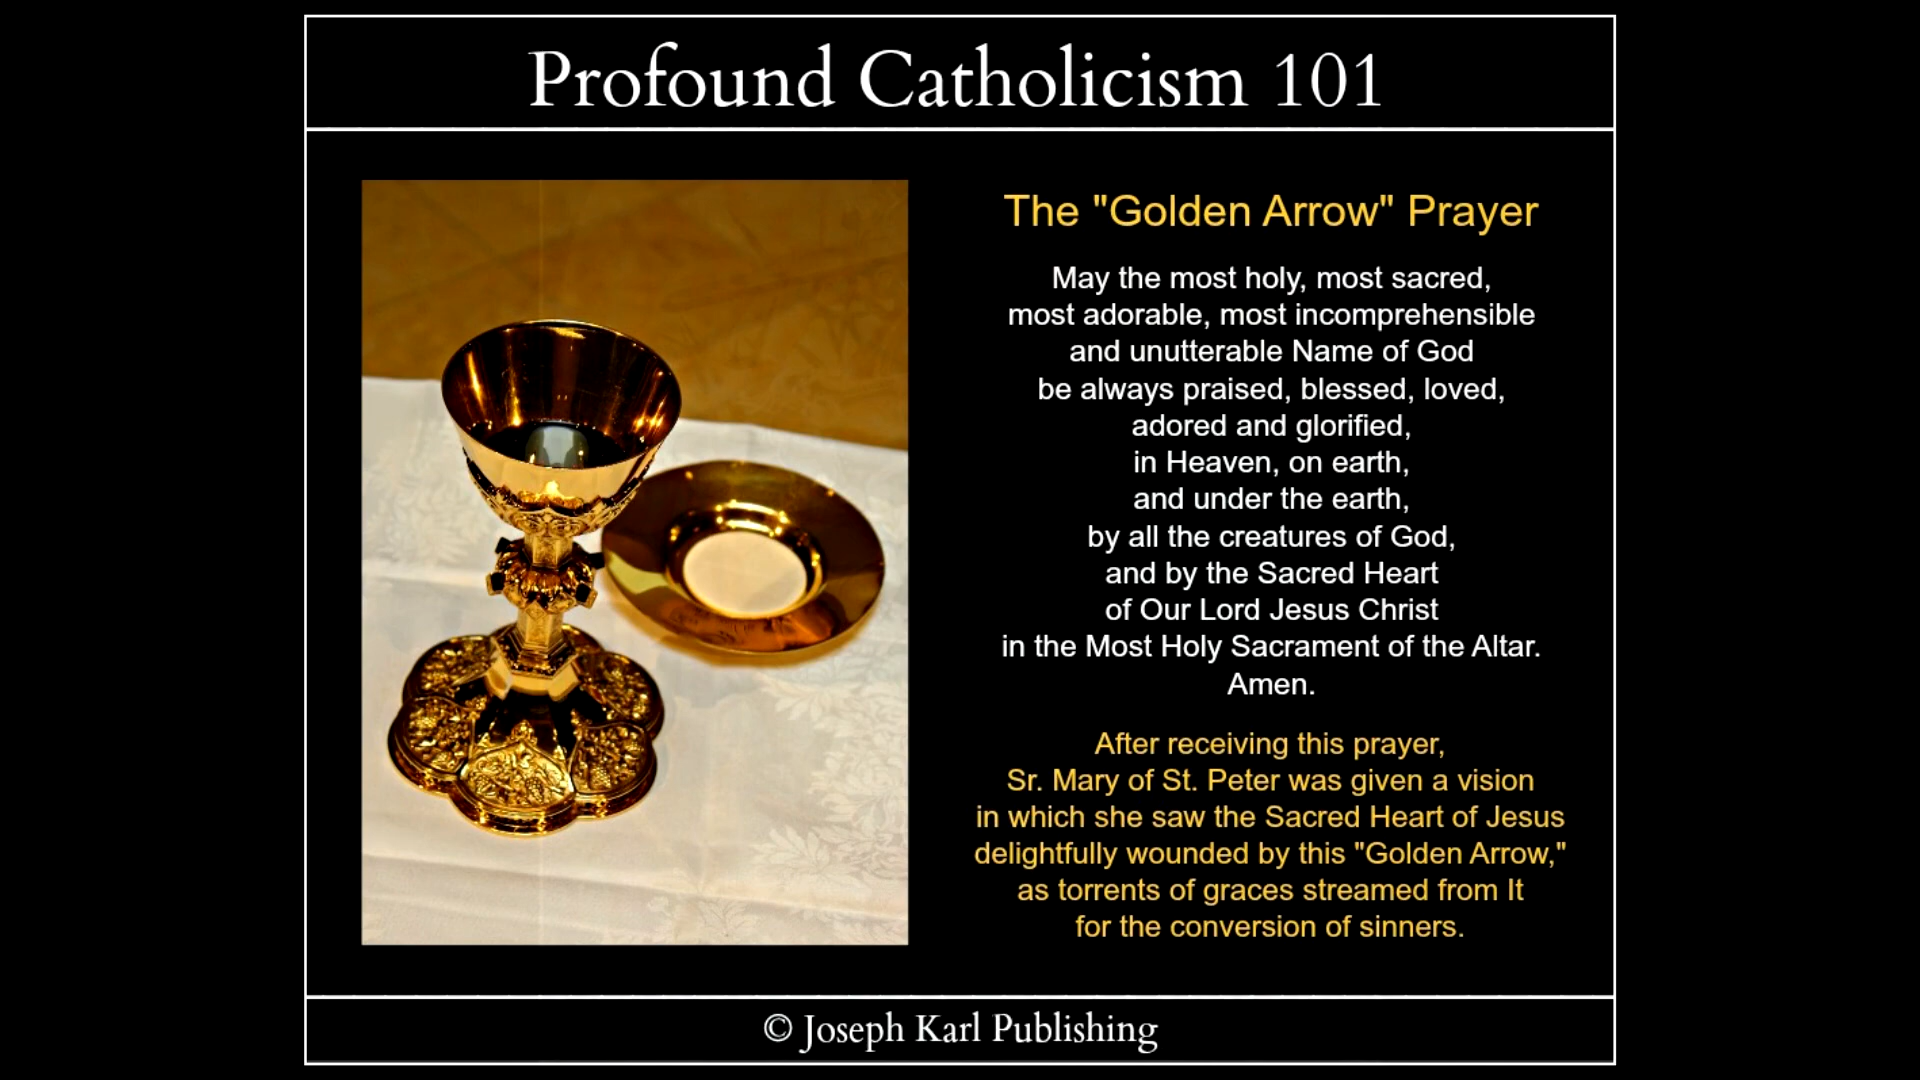 Profound Catholicism 101
The "Golden Arrow" Prayer
May the most holy, most sacred,
most adorable, most incomprehensible
and unutterable Name of God
be always praised, blessed, loved,
adored and glorified,
in Heaven, on earth,
and under the earth,
by all the creatures of God,
and by the Sacred Heart
of Our Lord Jesus Christ
in the Most Holy Sacrament of the Altar.
Amen.
After receiving this prayer,
Sr. Mary of St. Peter was given a vision
in which she saw the Sacred Heart of Jesus
delightfully wounded by this "Golden Arrow,"
as torrents of graces streamed from It
for the conversion of sinners.
© Joseph Karl Publishing